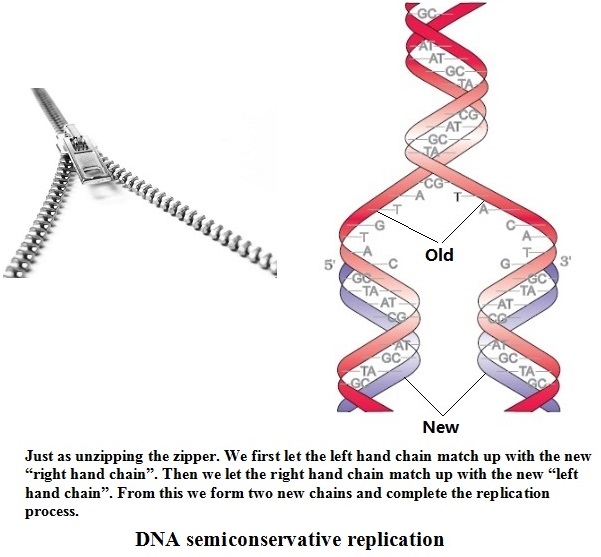 GC
AT
AT
GC
TA
CG
AT
GC
TA
CG
A T
T A
G C
T A
Old
A
5' C G 3'
GC GC
TA TA
AT AT
CG CG
AT AT
GC GC
TA TA
GC GC
New
Just as unzipping the zipper. We first let the left hand chain match up with the new
“right hand chain”. Then we let the right hand chain match up with the new “left
hand chain”. From this we form two new chains and complete the replication
process.
DNA semiconservative replication